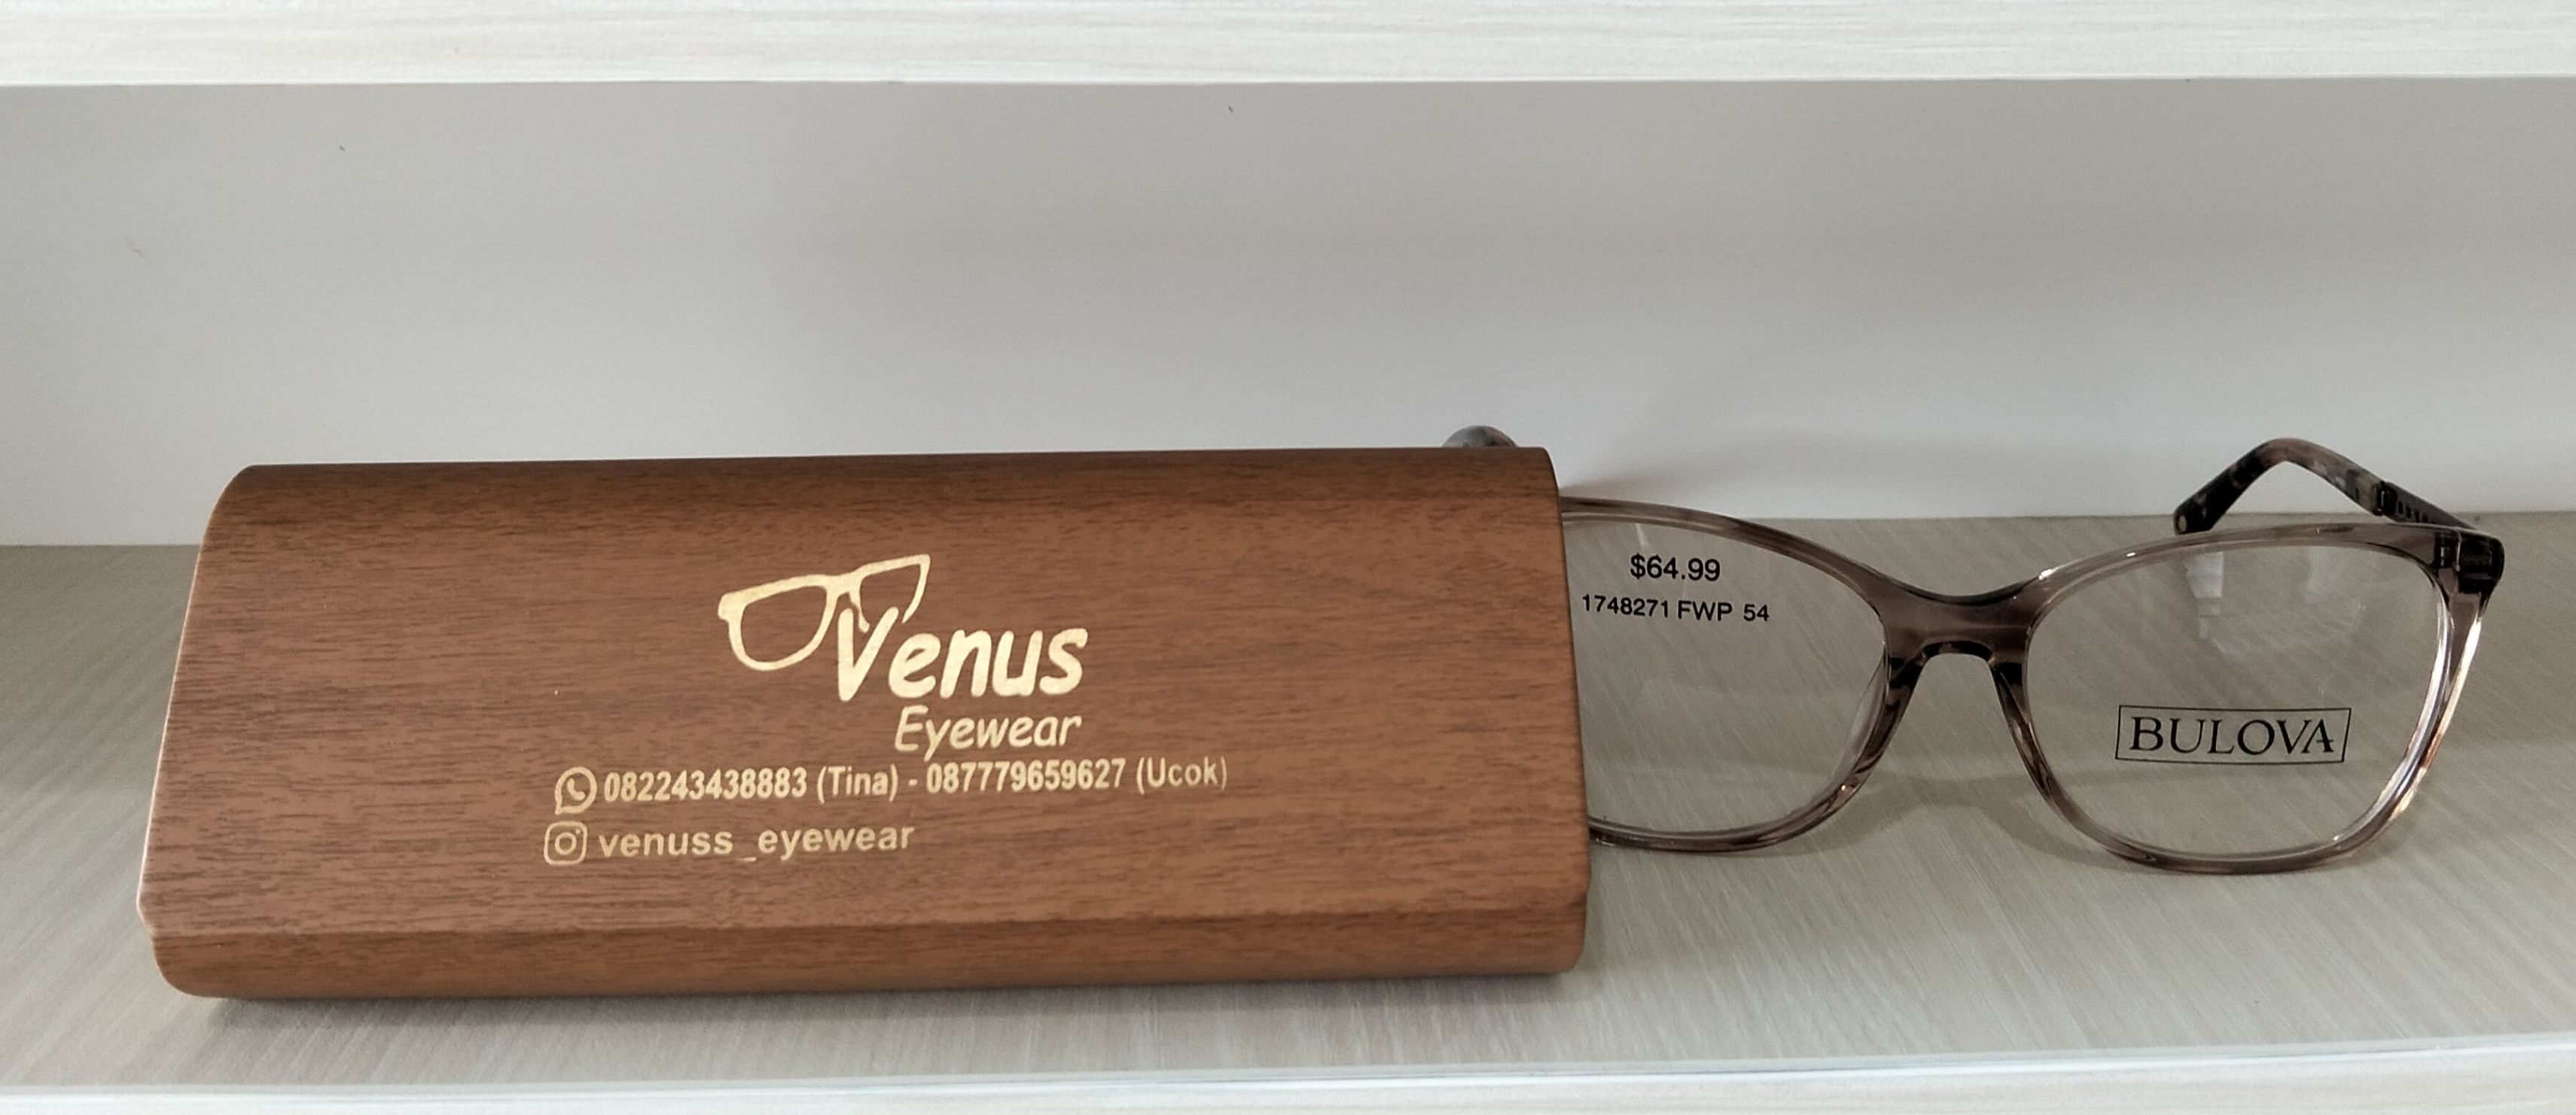 Venus
Eyewear
082243438883 (Tina) - 087779659627 (Ucok)
venuss_eyewear
$64.99
1748271 FWP 54
BULOVA